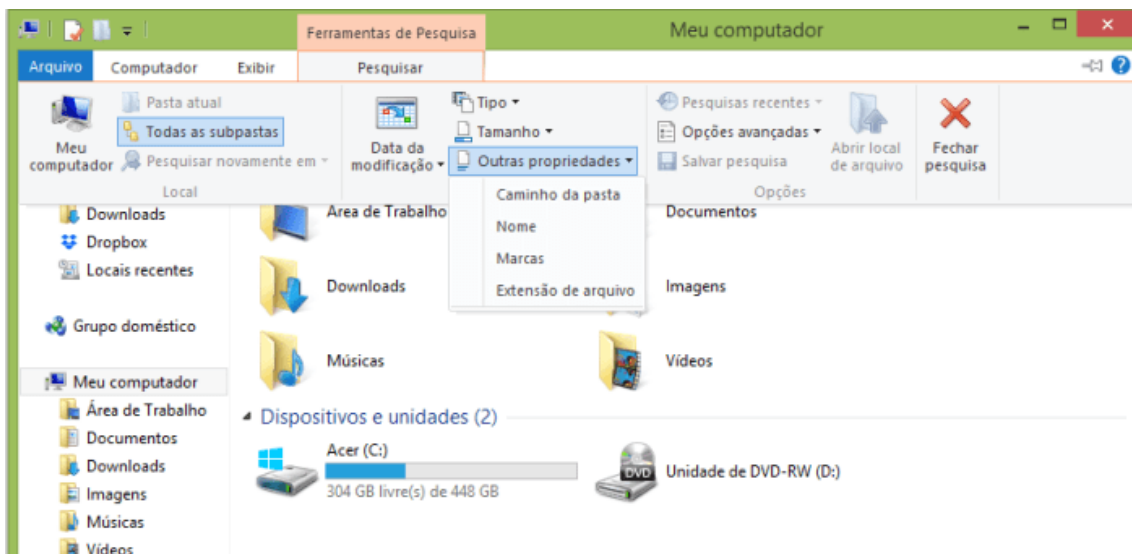 Ferramentas de Pesquisa
Meu computador
Arquivo
Computador
Exibir
Pesquisar
Meu computador
Pasta atual
Todas as subpastas
Pesquisar novamente em
Local
Data da modificação
Tipo
Tamanho
Outras propriedades
Caminho da pasta
Nome
Marcas
Extensão de arquivo
Pesquisas recentes
Opções avançadas
Salvar pesquisa
Abrir local de arquivo
Opções
Fechar pesquisa
Downloads
Dropbox
Locais recentes
Grupo doméstico
Meu computador
Área de Trabalho
Documentos
Downloads
Imagens
Músicas
Vídeos
Área de Trabalho
Documentos
Downloads
Imagens
Músicas
Vídeos
Dispositivos e unidades (2)
Acer (C:)
304 GB livre(s) de 448 GB
DVD
Unidade de DVD-RW (D:)